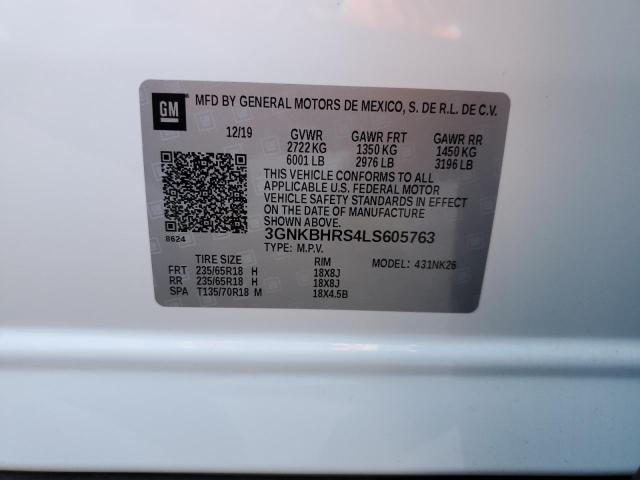 GM
MFD BY GENERAL MOTORS DE MEXICO, S. DE R.L. DE C.V.
12/19 GVWR GAWR FRT GAWR RR
2722 KG 1350 KG 1450 KG
6001 LB 2976 LB 3196 LB
THIS VEHICLE CONFORMS TO ALL
APPLICABLE U.S. FEDERAL MOTOR
VEHICLE SAFETY STANDARDS IN EFFECT
ON THE DATE OF MANUFACTURE
SHOWN ABOVE.
8624 3GNKBHRS4LS605763
TYPE: M.P.V.
TIRE SIZE RIM MODEL: 431NK26
FRT 235/65R18 H 18X8J
RR 235/65R18 H 18X8J
SPA T135/70R18 M 18X4.5B